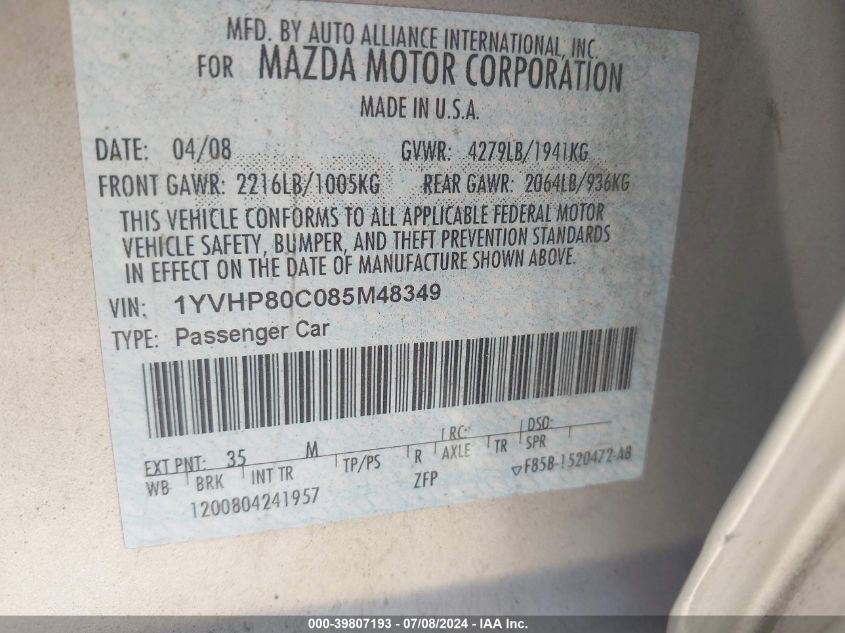 MFD. BY AUTO ALLIANCE INTERNATIONAL, INC.
FOR MAZDA MOTOR CORPORATION
MADE IN U.S.A.
DATE: 04/08 GVWR: 4279LB/1941KG
FRONT GAWR: 2216LB/1005KG REAR GAWR: 2064LB/936KG
THIS VEHICLE CONFORMS TO ALL APPLICABLE FEDERAL MOTOR
VEHICLE SAFETY, BUMPER, AND THEFT PREVENTION STANDARDS
IN EFFECT ON THE DATE OF MANUFACTURE SHOWN ABOVE.
VIN: 1YVHP80C085M48349
TYPE: Passenger Car
EXT PNT: 35 M RC: DSO:
WB BRK INT TR TP/PS R AXLE TR SPR
1200804241957 ZFP F85B-1520472-AB
000-39807193 - 07/08/2024 - IAA Inc.